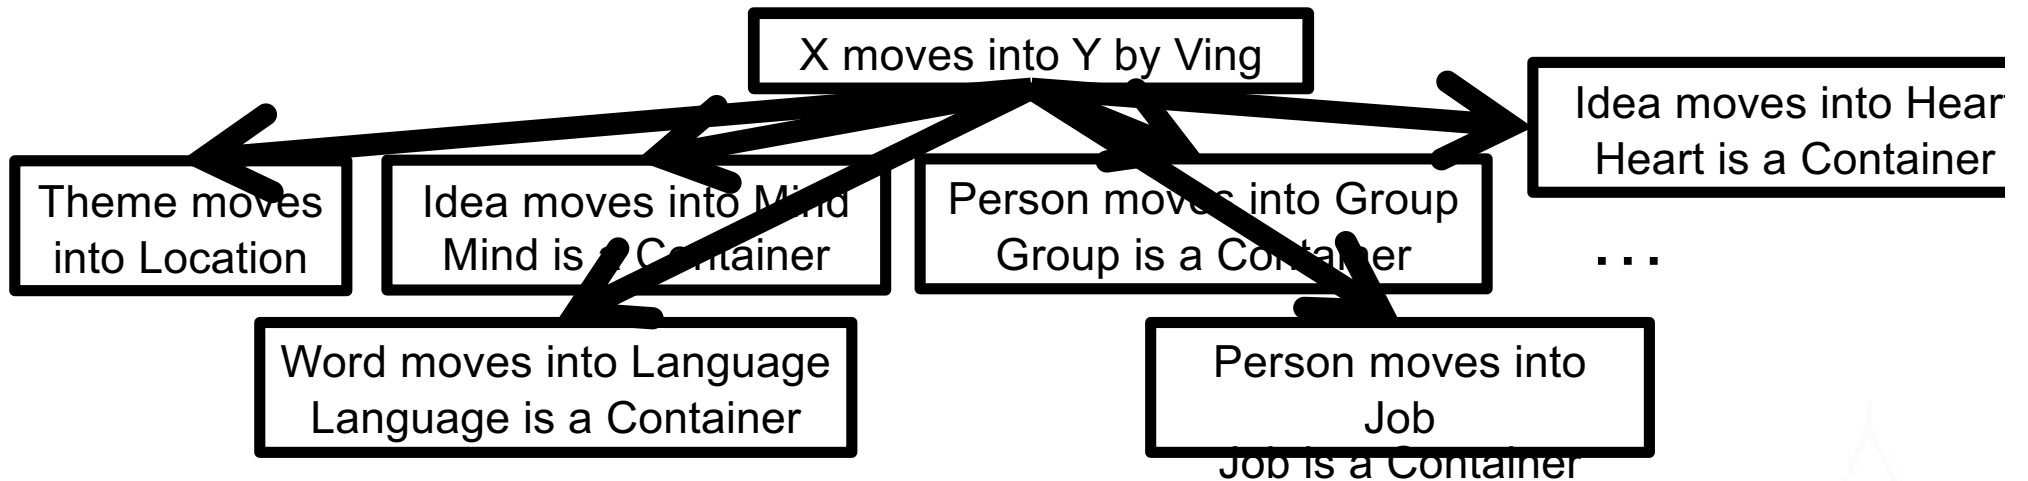 X moves into Y by Ving
Idea moves into Heart
Heart is a Container
Theme moves
into Location
Idea moves into Mind
Mind is a Container
Person moves into Group
Group is a Container
...
Word moves into Language
Language is a Container
Person moves into
Job
Job is a Container